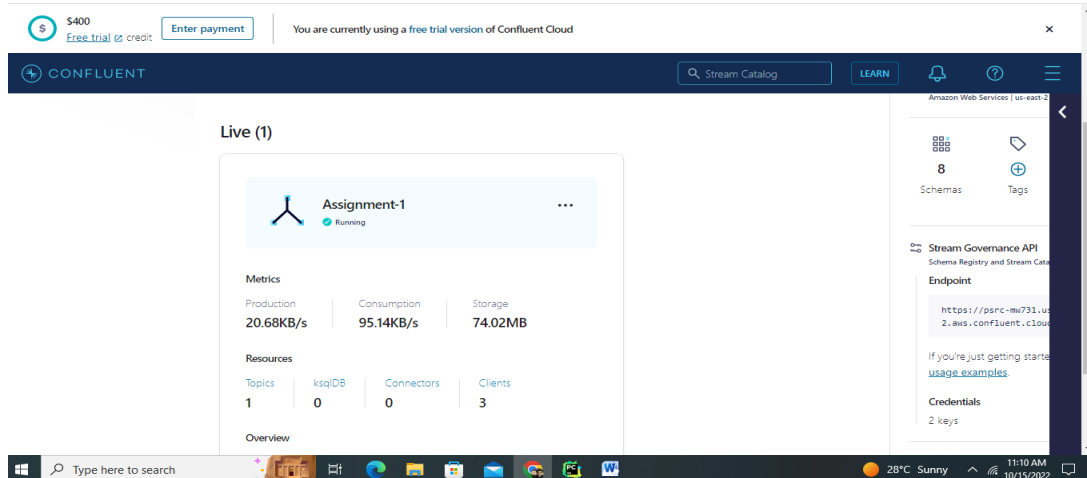 $400
Free trial credit
Enter payment
You are currently using a free trial version of Confluent Cloud
CONFLUENT
Stream Catalog
LEARN
Amazon Web Services | us-east-2
Live (1)
8
Schemas
Tags
Assignment-1
Running
Stream Governance API
Schema Registry and Stream Cata
Endpoint
https://psrc-mw731.us
2.aws.confluent.cloud
If you're just getting starte
usage examples.
Credentials
2 keys
Metrics
Production Consumption Storage
20.68KB/s 95.14KB/s 74.02MB
Resources
Topics ksqlDB Connectors Clients
1 0 0 3
Overview
Type here to search
28°C Sunny
11:10 AM
10/15/2022